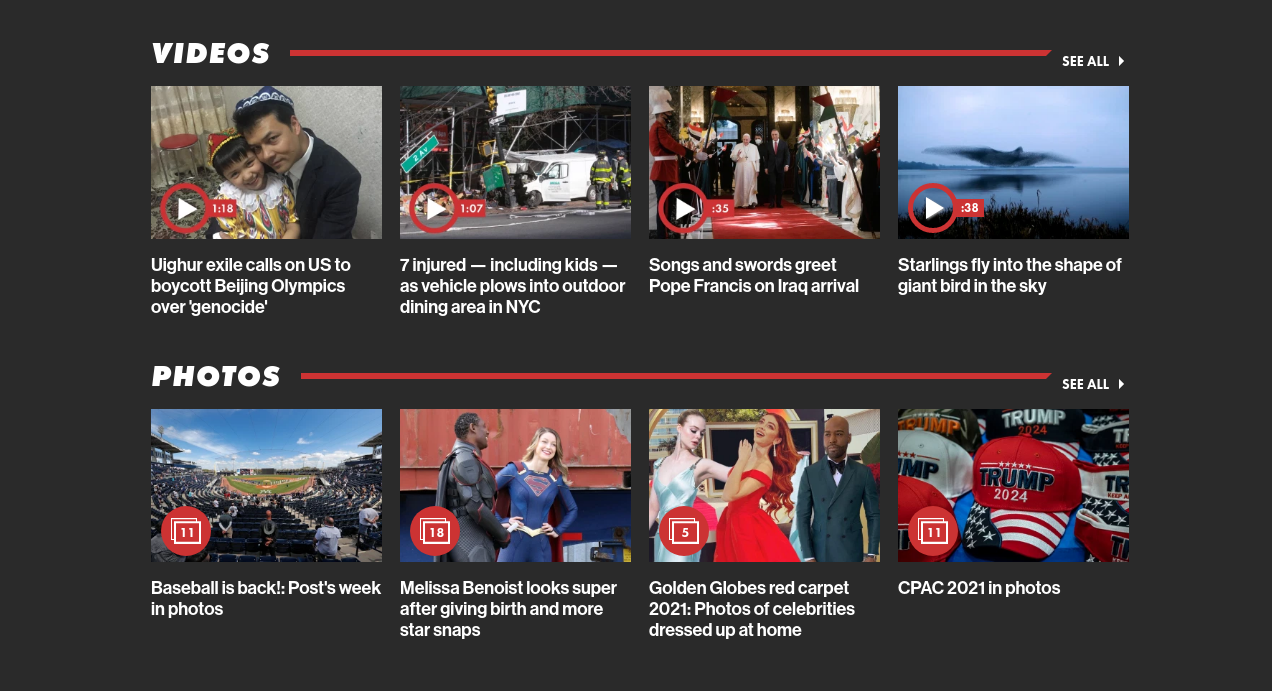 VIDEOS
SEE ALL
2 Av
1:18
1:07
:35
:38
Uighur exile calls on US to
boycott Beijing Olympics
over 'genocide'
7 injured — including kids —
as vehicle plows into outdoor
dining area in NYC
Songs and swords greet
Pope Francis on Iraq arrival
Starlings fly into the shape of
giant bird in the sky
PHOTOS
SEE ALL
TRUMP
2024
TRUMP
TRUMP
2024
11
18
5
11
Baseball is back!: Post's week
in photos
Melissa Benoist looks super
after giving birth and more
star snaps
Golden Globes red carpet
2021: Photos of celebrities
dressed up at home
CPAC 2021 in photos